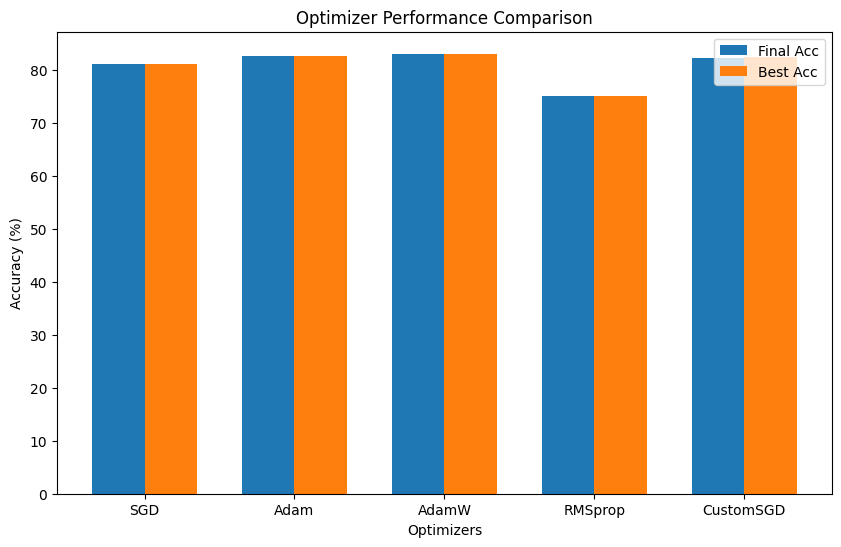 Optimizer Performance Comparison
Final Acc
Best Acc
Accuracy (%)
80
70
60
50
40
30
20
10
0
SGD
Adam
AdamW
RMSprop
CustomSGD
Optimizers